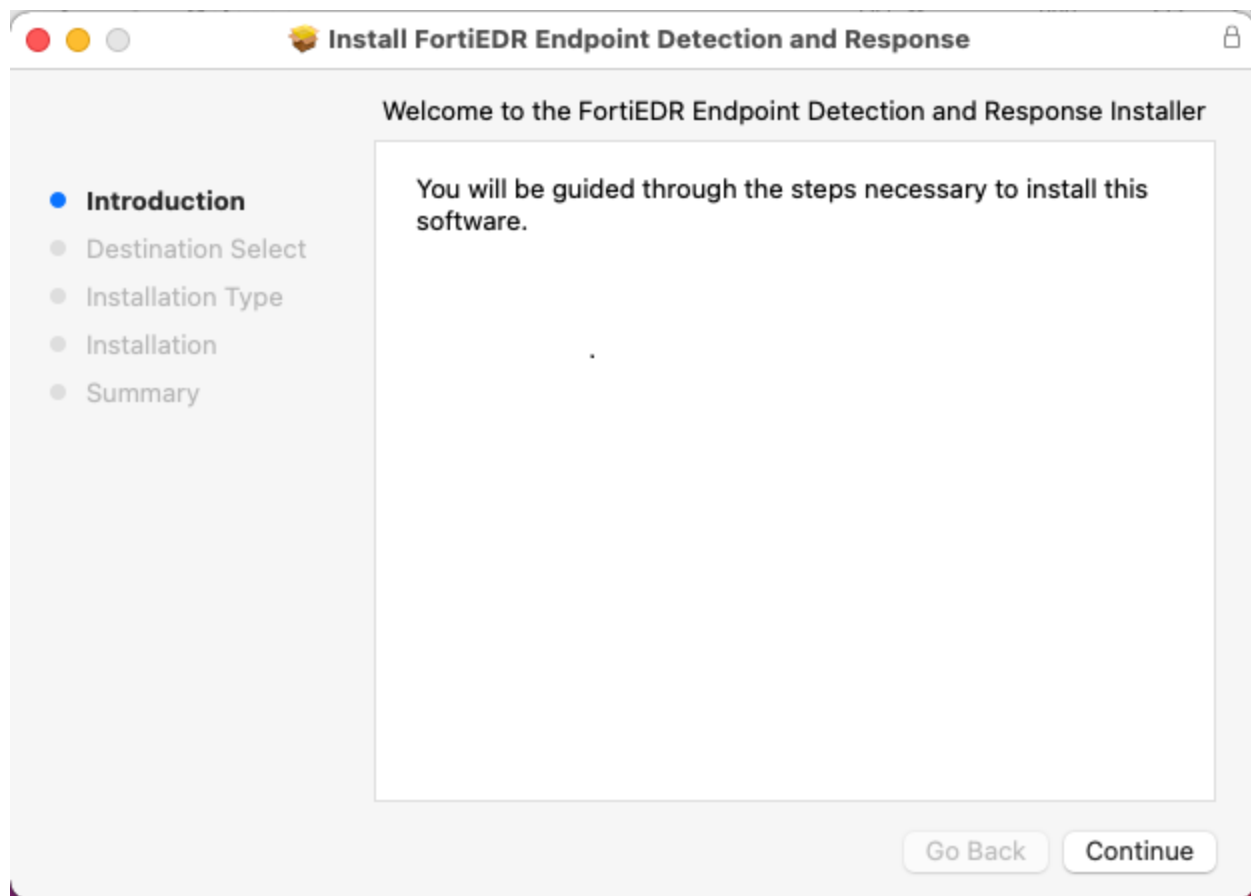 Install FortiEDR Endpoint Detection and Response
Welcome to the FortiEDR Endpoint Detection and Response Installer
Introduction
Destination Select
Installation Type
Installation
Summary
You will be guided through the steps necessary to install this
software.
.
Go Back
Continue